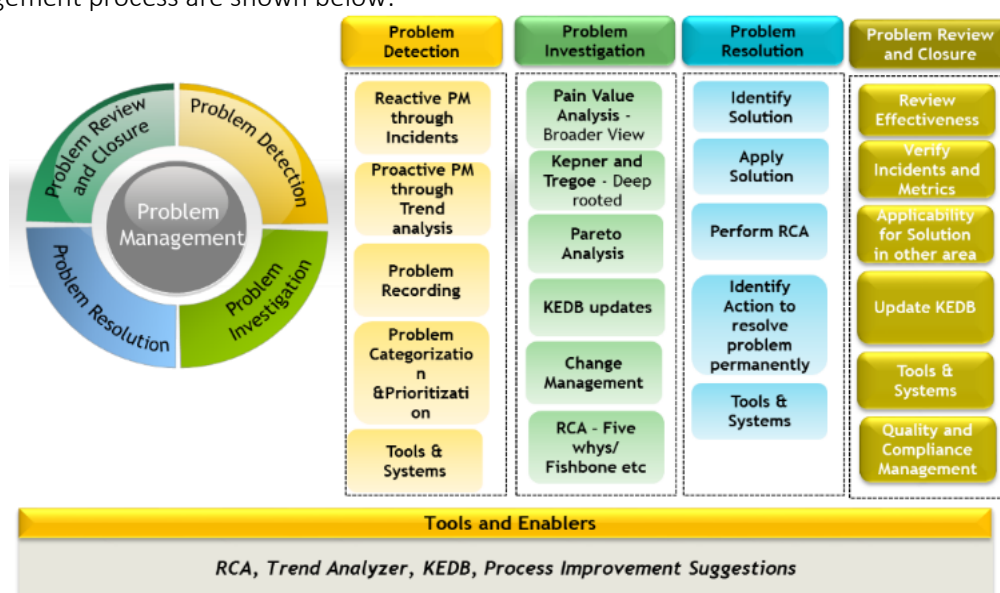 gement process are shown below:
Problem
Detection
Problem
Investigation
Problem
Resolution
Problem Review
and Closure
Problem Review
and Closure
Problem Detection
Problem
Management
Problem Resolution
Problem
Investigation
Reactive PM
through
Incidents
Proactive PM
through
Trend
analysis
Problem
Recording
Problem
Categorizatio
n
&Prioritizati
on
Tools &
Systems
Pain Value
Analysis -
Broader View
Kepner and
Tregoe - Deep
rooted
Pareto
Analysis
KEDB updates
Change
Management
RCA - Five
whys/
Fishbone etc
Identify
Solution
Apply
Solution
Perform RCA
Identify
Action to
resolve
problem
permanently
Tools &
Systems
Review
Effectiveness
Verify
Incidents and
Metrics
Applicability
for Solution
in other area
Update KEDB
Tools &
Systems
Quality and
Compliance
Management
Tools and Enablers
RCA, Trend Analyzer, KEDB, Process Improvement Suggestions